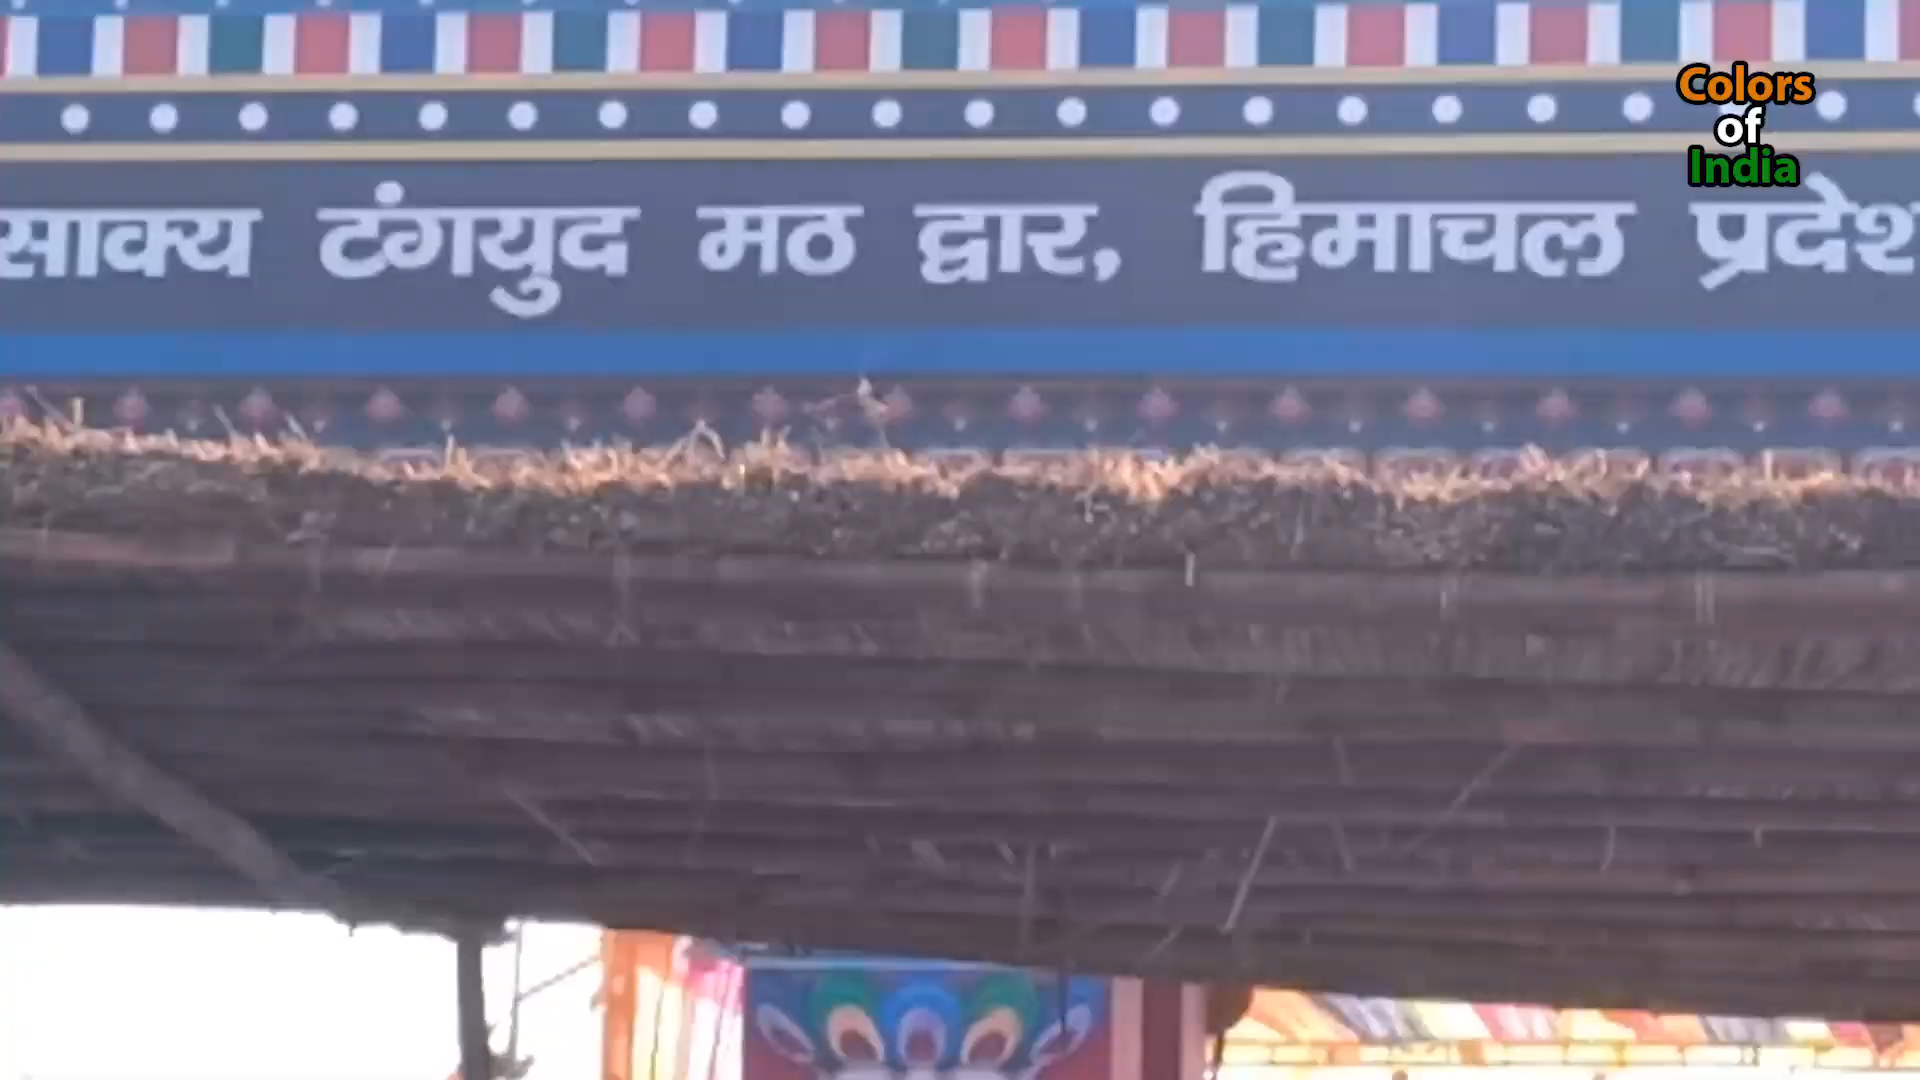 साक्य टंगयुद मठ द्वार, हिमाचल प्रदेश
Colors
of
India